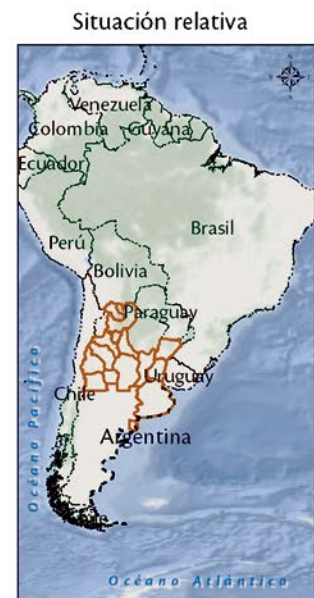 Situación relativa
Venezuela
Colombia
Guyana
Ecuador
Brasil
Perú
Bolivia
Paraguay
Uruguay
Chile
Argentina
Océano Pacífico
Océano Atlántico